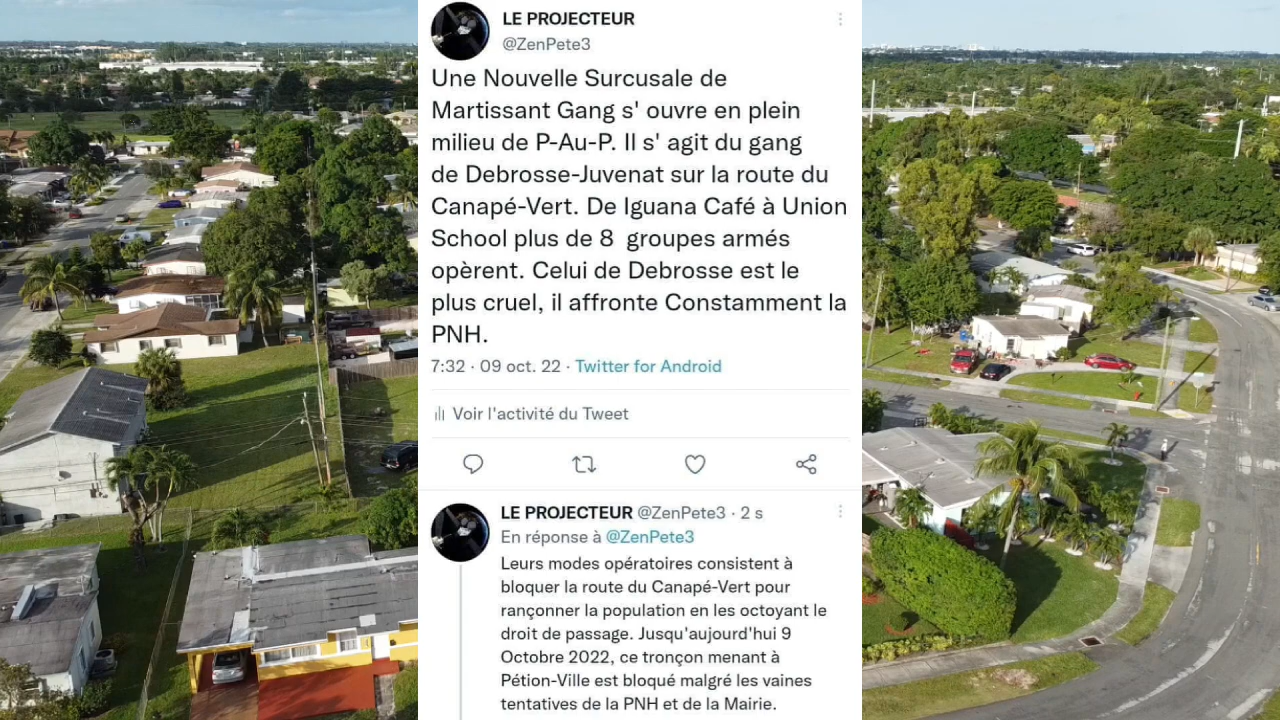 LE PROJECTEUR
@ZenPete3
Une Nouvelle Surcusale de
Martissant Gang s' ouvre en plein
milieu de P-Au-P. Il s' agit du gang
de Debrosse-Juvenat sur la route du
Canapé-Vert. De Iguana Café à Union
School plus de 8  groupes armés
opèrent. Celui de Debrosse est le
plus cruel, il affronte Constamment la
PNH.
7:32 · 09 oct. 22 · Twitter for Android
Voir l'activité du Tweet
LE PROJECTEUR @ZenPete3 · 2 s
En réponse à @ZenPete3
Leurs modes opératoires consistent à
bloquer la route du Canapé-Vert pour
rançonner la population en les octoyant le
droit de passage. Jusqu'aujourd'hui 9
Octobre 2022, ce tronçon menant à
Pétion-Ville est bloqué malgré les vaines
tentatives de la PNH et de la Mairie.